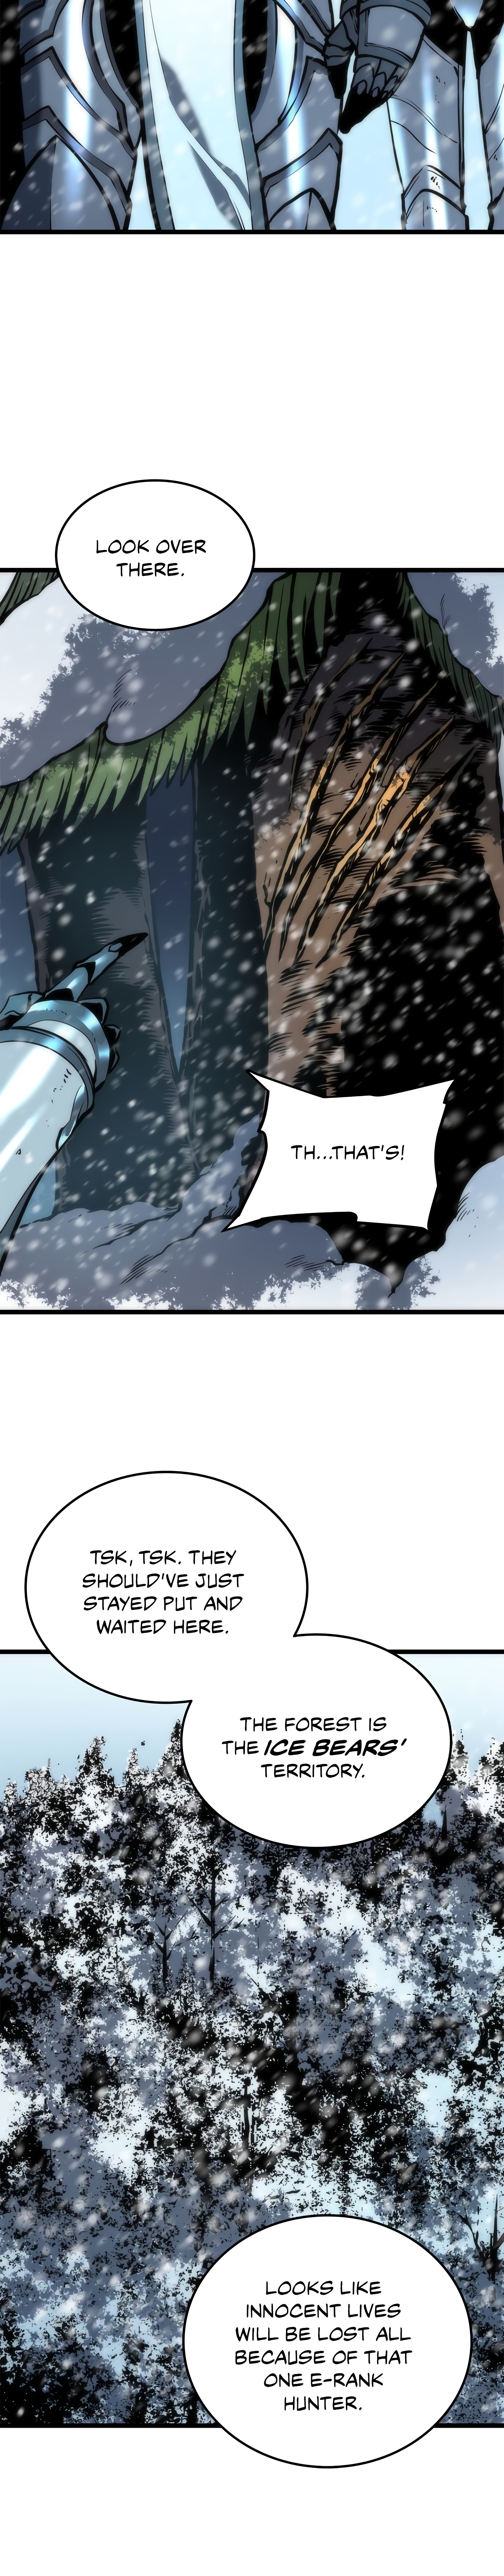 LOOK OVER
THERE.
TH...THAT'S!
TSK, TSK. THEY
SHOULD'VE JUST
STAYED PUT AND
WAITED HERE.
THE FOREST IS
THE ICE BEARS'
TERRITORY.
LOOKS LIKE
INNOCENT LIVES
WILL BE LOST ALL
BECAUSE OF THAT
ONE E-RANK
HUNTER.